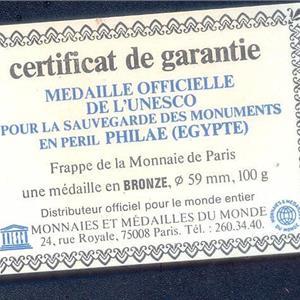 certificat de garantie
MEDAILLE OFFICIELLE
DE L'UNESCO
POUR LA SAUVEGARDE DES MONUMENTS
EN PERIL PHILAE (EGYPTE)
Frappe de la Monnaie de Paris
une médaille en BRONZE, ø 59 mm, 100 g
Distributeur officiel pour le monde entier
MONNAIES ET MÉDAILLES DU MONDE
24, rue Royale, 75008 Paris. Tél. : 260.34.40.